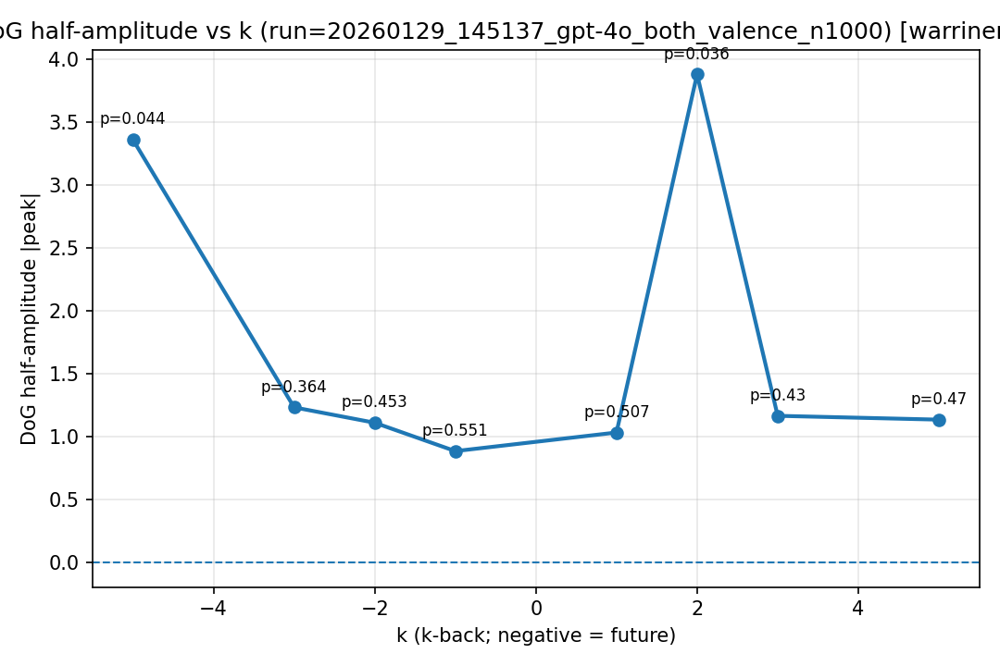 oG half-amplitude vs k (run=20260129_145137_gpt-4o_both_valence_n1000) [warriner
DoG half-amplitude |peak|
4.0
3.5
3.0
2.5
2.0
1.5
1.0
0.5
0.0
p=0.044
p=0.364
p=0.453
p=0.551
p=0.507
p=0.036
p=0.43
p=0.47
−4
−2
0
2
4
k (k-back; negative = future)